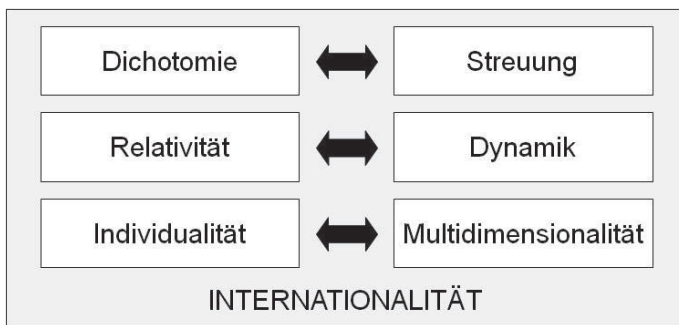 Dichotomie Streuung
Relativität Dynamik
Individualität Multidimensionalität
INTERNATIONALITÄT